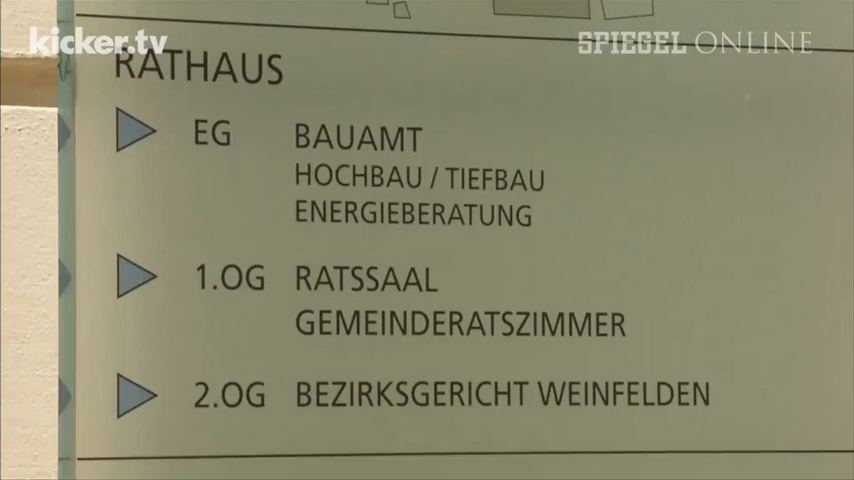 kicker.tv
SPIEGEL ONLINE
RATHAUS
EG BAUAMT
HOCHBAU / TIEFBAU
ENERGIEBERATUNG
1.OG RATSSAAL
GEMEINDERATSZIMMER
2.OG BEZIRKSGERICHT WEINFELDEN